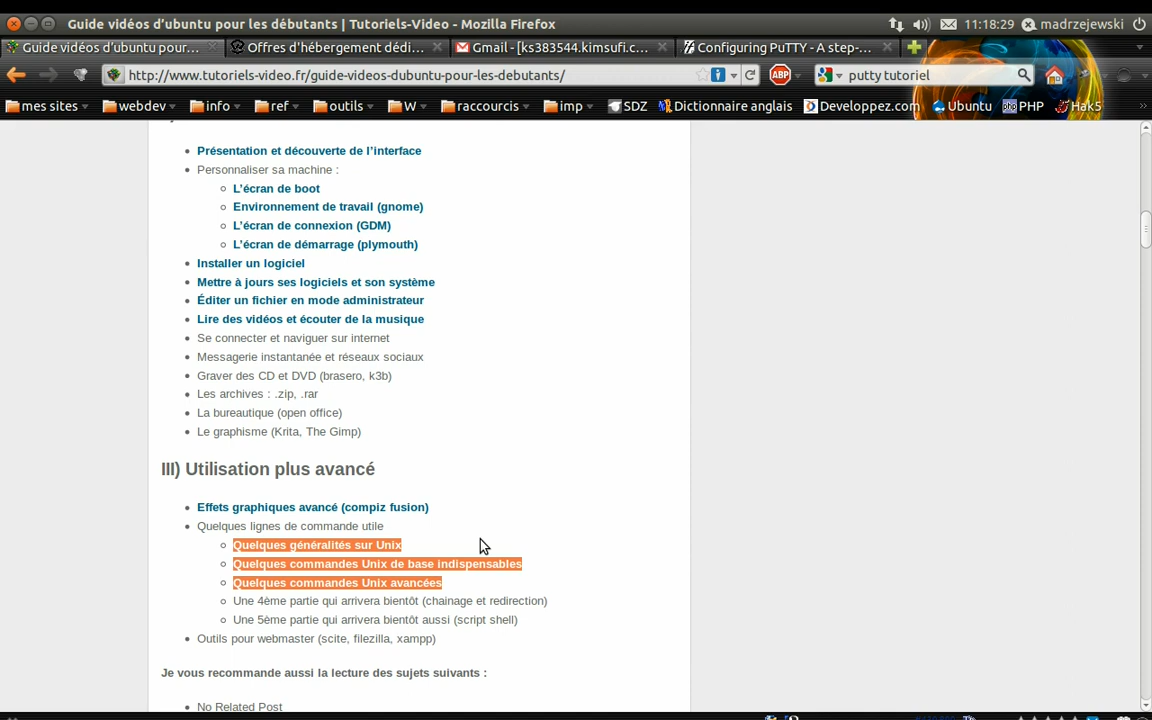 Guide vidéos d'ubuntu pour les débutants | Tutoriels-Video - Mozilla Firefox
11:18:29 madrzejewski
Guide vidéos d'ubuntu pour...
Offres d'hébergement dédi...
Gmail - [ks383544.kimsufi.c...
Configuring PuTTY - A step-...
http://www.tutoriels-video.fr/guide-videos-dubuntu-pour-les-debutants/
ABP
putty tutoriel
mes sites webdev info ref outils W raccourcis imp SDZ Dictionnaire anglais Developpez.com Ubuntu PHP Hak5 »
Présentation et découverte de l'interface
Personnaliser sa machine :
L'écran de boot
Environnement de travail (gnome)
L'écran de connexion (GDM)
L'écran de démarrage (plymouth)
Installer un logiciel
Mettre à jours ses logiciels et son système
Éditer un fichier en mode administrateur
Lire des vidéos et écouter de la musique
Se connecter et naviguer sur internet
Messagerie instantanée et réseaux sociaux
Graver des CD et DVD (brasero, k3b)
Les archives : .zip, .rar
La bureautique (open office)
Le graphisme (Krita, The Gimp)
III) Utilisation plus avancé
Effets graphiques avancé (compiz fusion)
Quelques lignes de commande utile
Quelques généralités sur Unix
Quelques commandes Unix de base indispensables
Quelques commandes Unix avancées
Une 4ème partie qui arrivera bientôt (chainage et redirection)
Une 5ème partie qui arrivera bientôt aussi (script shell)
Outils pour webmaster (scite, filezilla, xampp)
Je vous recommande aussi la lecture des sujets suivants :
No Related Post